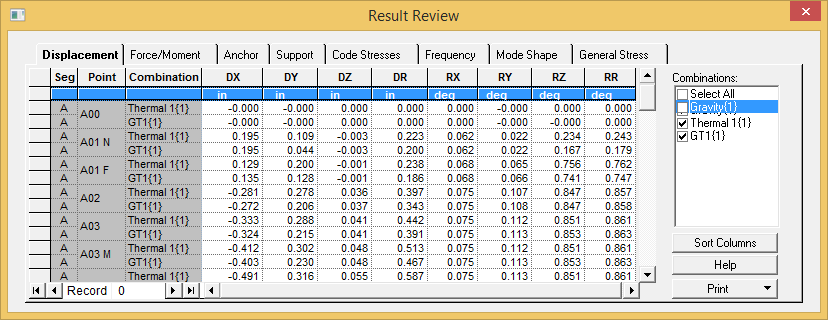 Result Review
Displacement Force/Moment Anchor Support Code Stresses Frequency Mode Shape General Stress
Seg Point Combination DX DY DZ DR RX RY RZ RR
in in in in deg deg deg deg
A A00 Thermal 1{1} -0.000 -0.000 0.000 0.000 0.000 -0.000 0.000 0.000
A GT1{1} -0.000 -0.000 -0.000 0.000 0.000 -0.000 -0.000 0.000
A A01 N Thermal 1{1} 0.195 0.109 -0.003 0.223 0.062 0.022 0.234 0.243
A GT1{1} 0.195 0.044 -0.003 0.200 0.062 0.022 0.167 0.179
A A01 F Thermal 1{1} 0.129 0.200 -0.001 0.238 0.068 0.065 0.756 0.762
A GT1{1} 0.135 0.128 -0.001 0.186 0.068 0.066 0.741 0.747
A A02 Thermal 1{1} -0.281 0.278 0.036 0.397 0.075 0.107 0.847 0.857
A GT1{1} -0.272 0.206 0.037 0.343 0.075 0.108 0.847 0.858
A A03 Thermal 1{1} -0.333 0.288 0.041 0.442 0.075 0.112 0.851 0.861
A GT1{1} -0.324 0.215 0.041 0.391 0.075 0.113 0.853 0.863
A A03 M Thermal 1{1} -0.412 0.302 0.048 0.513 0.075 0.112 0.851 0.861
A GT1{1} -0.403 0.230 0.048 0.467 0.075 0.113 0.853 0.863
A Thermal 1{1} -0.491 0.316 0.055 0.587 0.075 0.113 0.851 0.861
Record 0
Combinations:
Select All
Gravity{1}
Thermal 1{1}
GT1{1}
Sort Columns
Help
Print